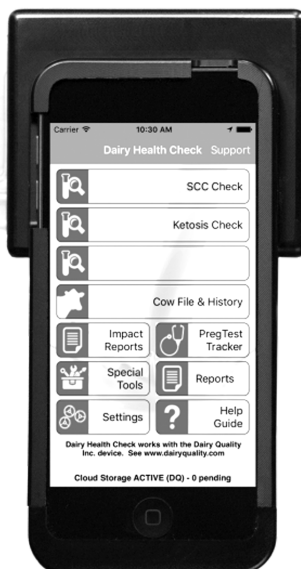 Carrier 10:30 AM
Dairy Health Check Support
SCC Check
Ketosis Check
Cow File & History
Impact
Reports
PregTest
Tracker
Special
Tools
Reports
Settings
Help
Guide
Dairy Health Check works with the Dairy Quality
Inc. device. See www.dairyquality.com
Cloud Storage ACTIVE (DQ) - 0 pending